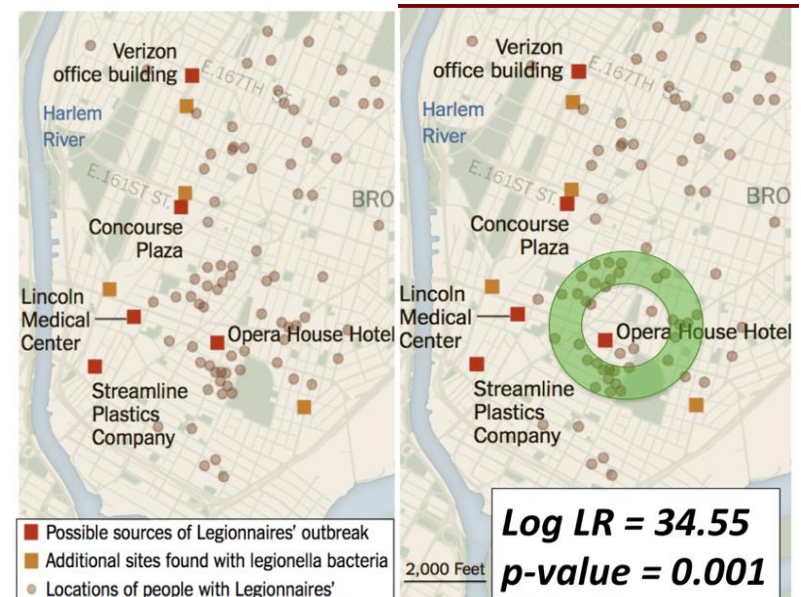 Verizon
office building
E.167TH ST.
Harlem
River
E.161ST ST.
BRO
Concourse
Plaza
Lincoln
Medical
Center
Opera House Hotel
Streamline
Plastics
Company
Possible sources of Legionnaires' outbreak
Additional sites found with legionella bacteria
Locations of people with Legionnaires'
Verizon
office building
E.167TH ST.
Harlem
River
E.161ST ST.
BRO
Concourse
Plaza
Lincoln
Medical
Center
Opera House Hotel
Streamline
Plastics
Company
2,000 Feet
Log LR = 34.55
p-value = 0.001